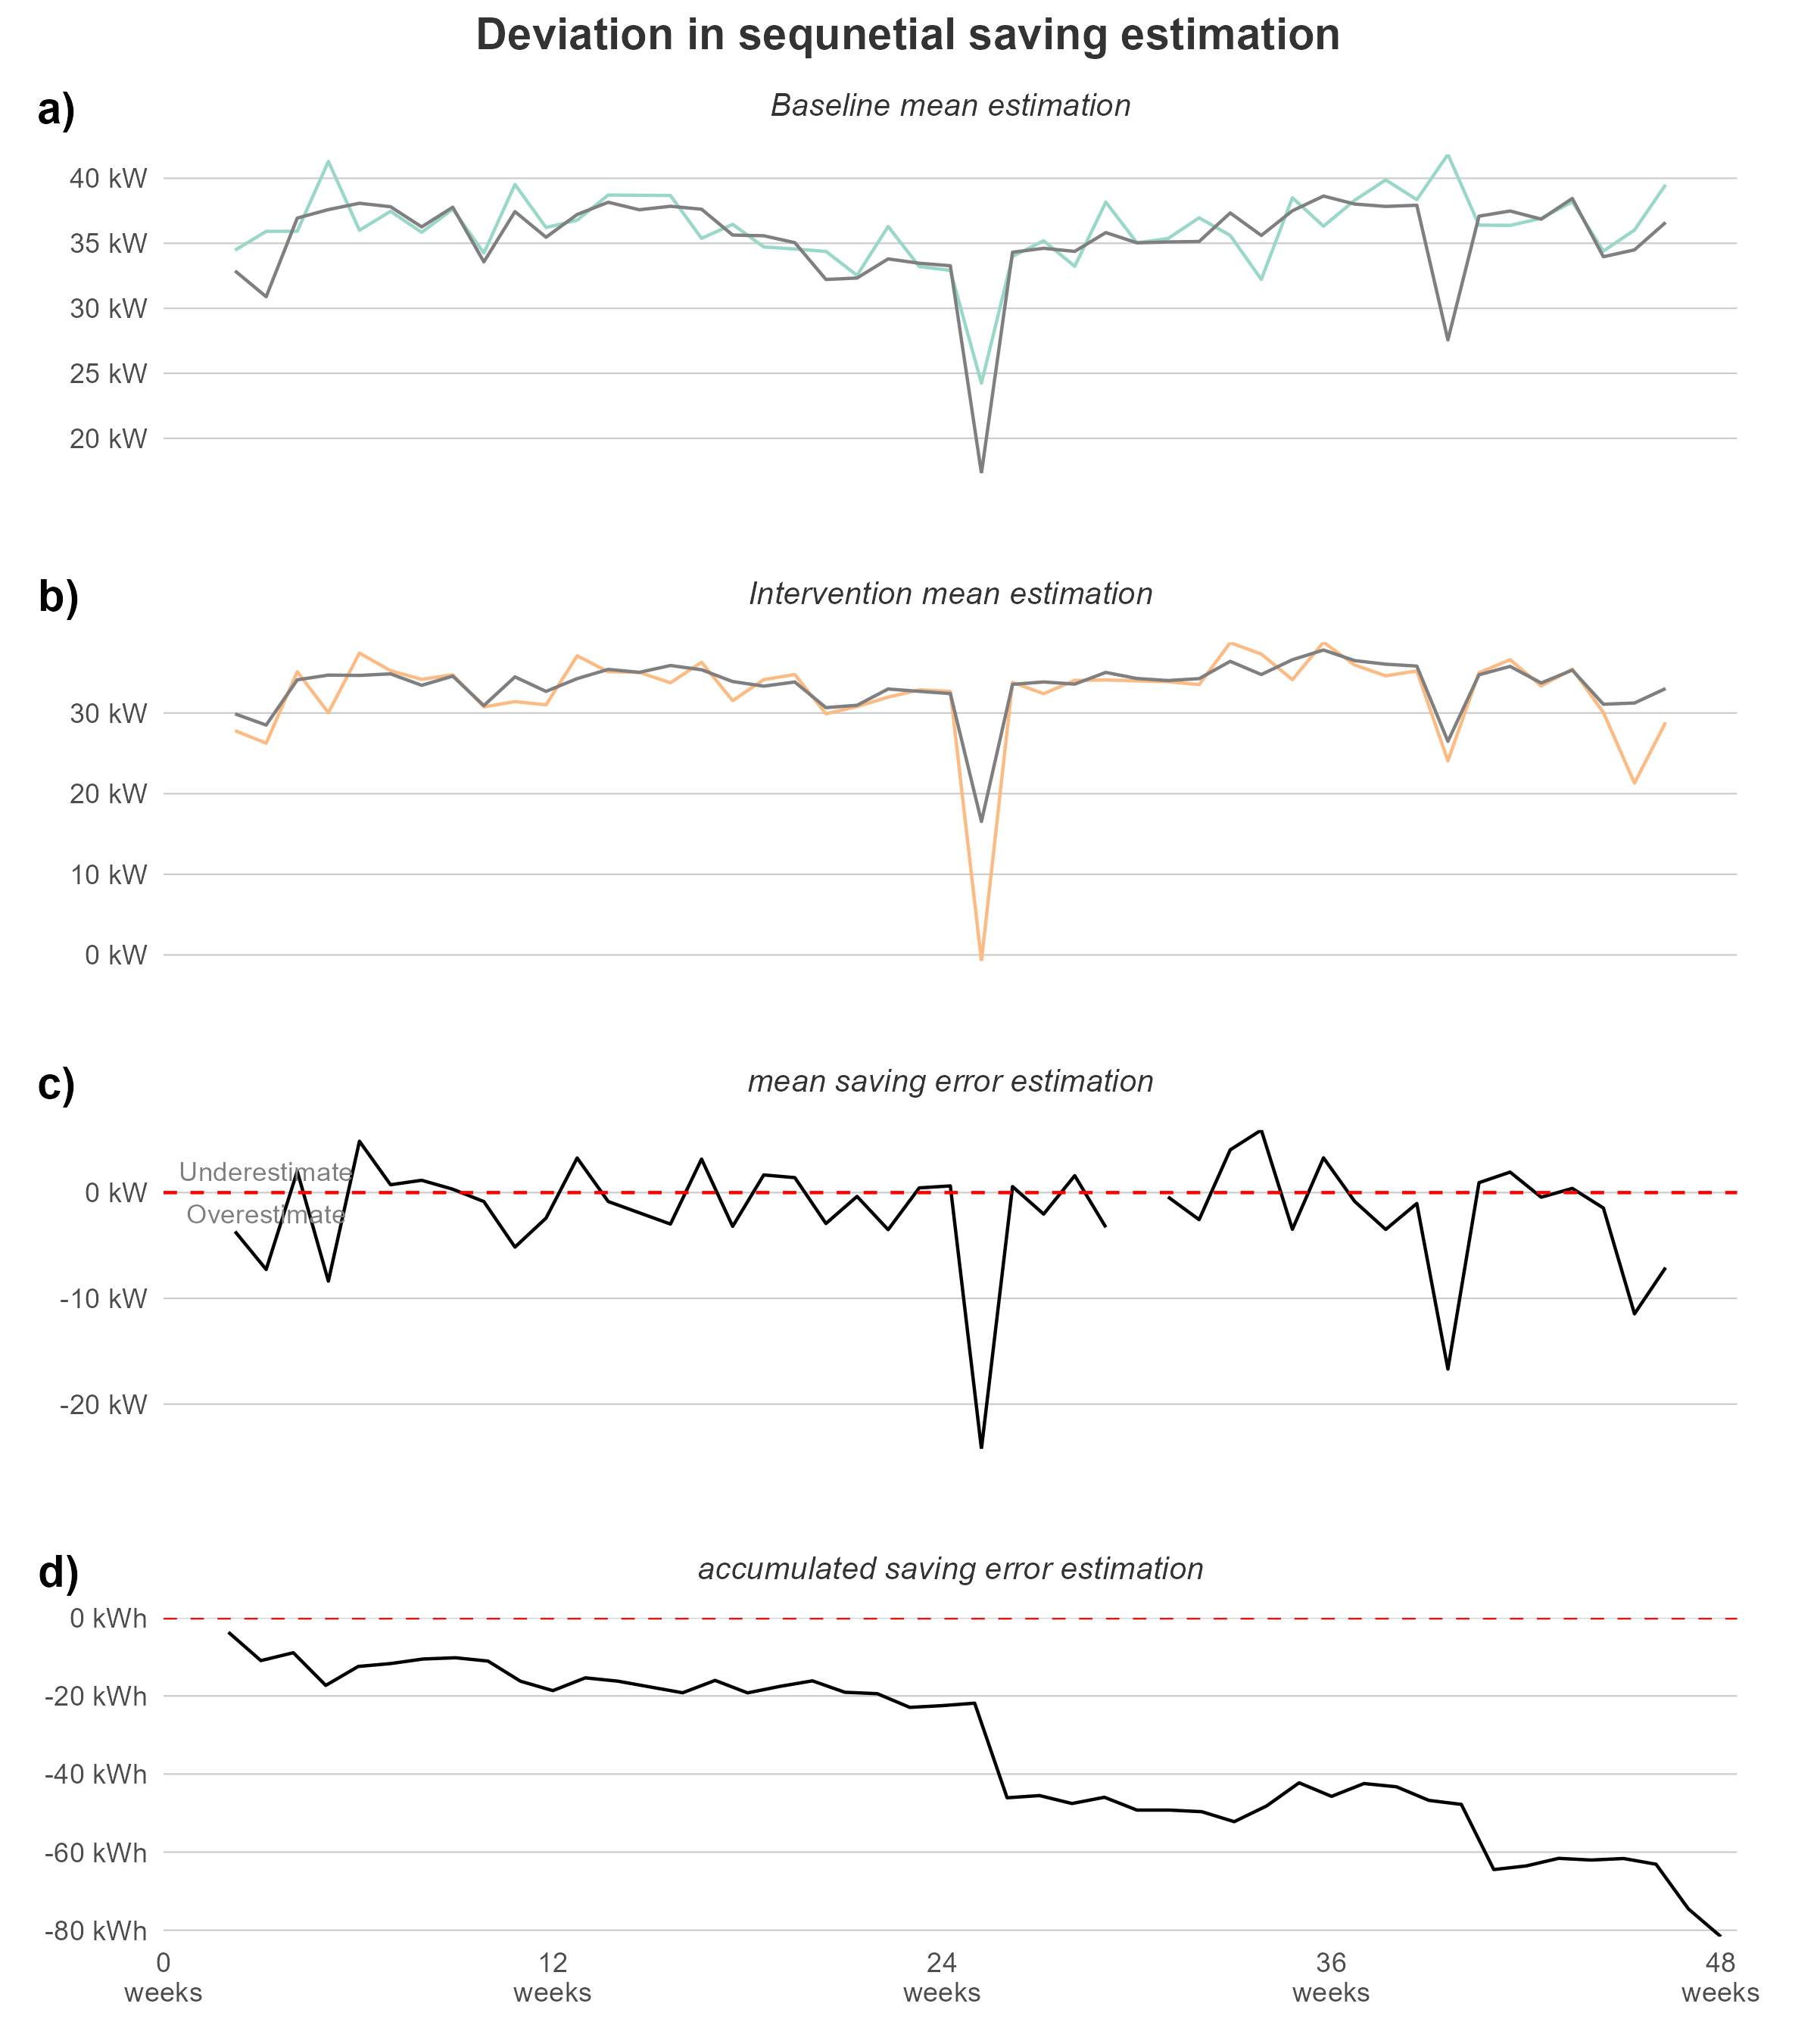 Deviation in sequnetial saving estimation
a)
Baseline mean estimation
40 kW
35 kW
30 kW
25 kW
20 kW
b)
Intervention mean estimation
30 kW
20 kW
10 kW
0 kW
c)
mean saving error estimation
Underestimate
0 kW
Overestimate
-10 kW
-20 kW
d)
accumulated saving error estimation
0 kWh
-20 kWh
-40 kWh
-60 kWh
-80 kWh
0 12 24 36 48
weeks weeks weeks weeks weeks